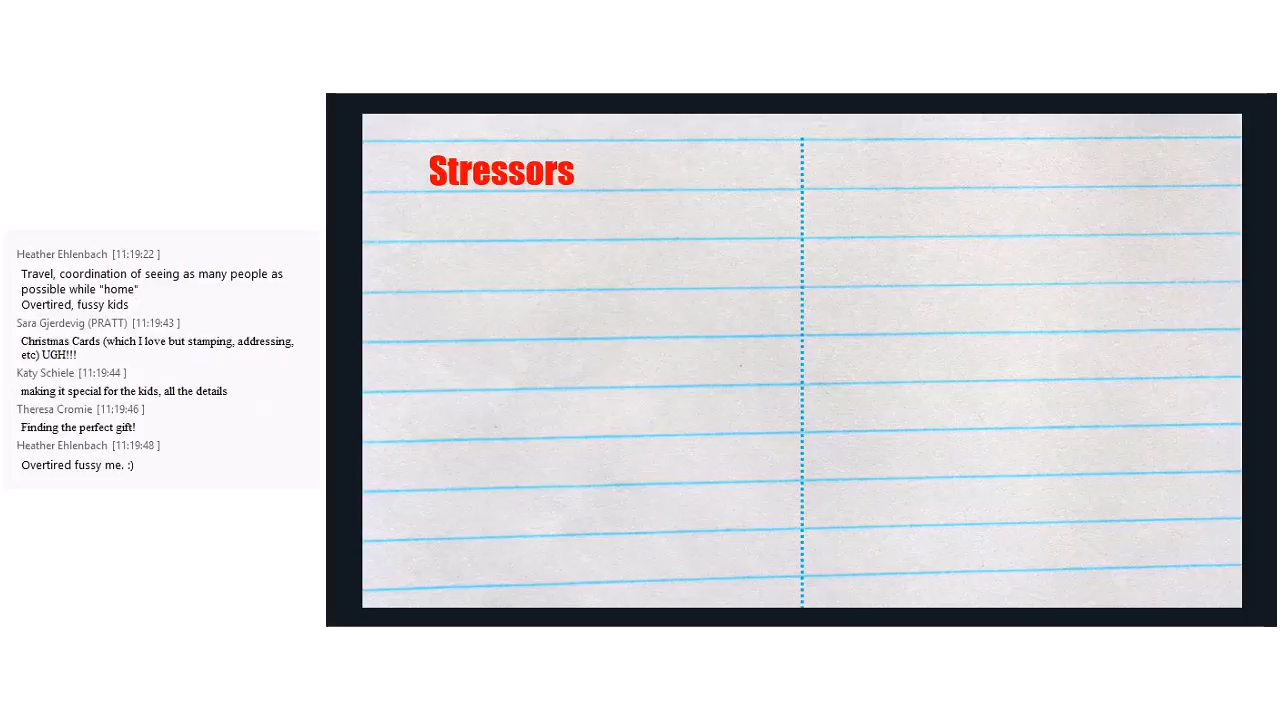 Heather Ehlenbach [11:19:22 ]
Travel, coordination of seeing as many people as
possible while "home"
Overtired, fussy kids
Sara Gjerdevig (PRATT) [11:19:43 ]
Christmas Cards (which I love but stamping, addressing,
etc) UGH!!!
Katy Schiele [11:19:44 ]
making it special for the kids, all the details
Theresa Cromie [11:19:46 ]
Finding the perfect gift!
Heather Ehlenbach [11:19:48 ]
Overtired fussy me. :)
Stressors